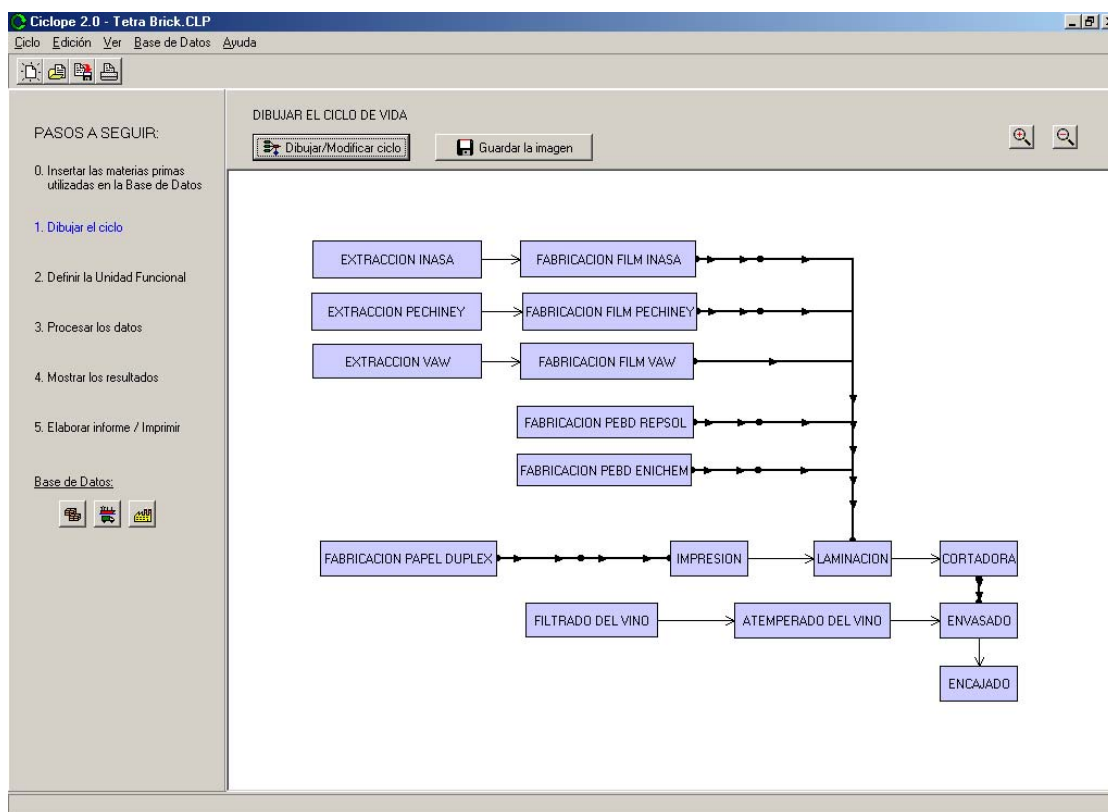 Ciclope 2.0 - Tetra Brick.CLP
Ciclo Edición Ver Base de Datos Ayuda
PASOS A SEGUIR:
0. Insertar las materias primas
utilizadas en la Base de Datos
1. Dibujar el ciclo
2. Definir la Unidad Funcional
3. Procesar los datos
4. Mostrar los resultados
5. Elaborar informe / Imprimir
Base de Datos:
DIBUJAR EL CICLO DE VIDA
Dibujar/Modificar ciclo Guardar la imagen
EXTRACCION INASA FABRICACION FILM INASA
EXTRACCION PECHINEY FABRICACION FILM PECHINEY
EXTRACCION VAW FABRICACION FILM VAW
FABRICACION PEBD REPSOL
FABRICACION PEBD ENICHEM
FABRICACION PAPEL DUPLEX IMPRESION LAMINACION CORTADORA
FILTRADO DEL VINO ATEMPERADO DEL VINO ENVASADO
ENCAJADO